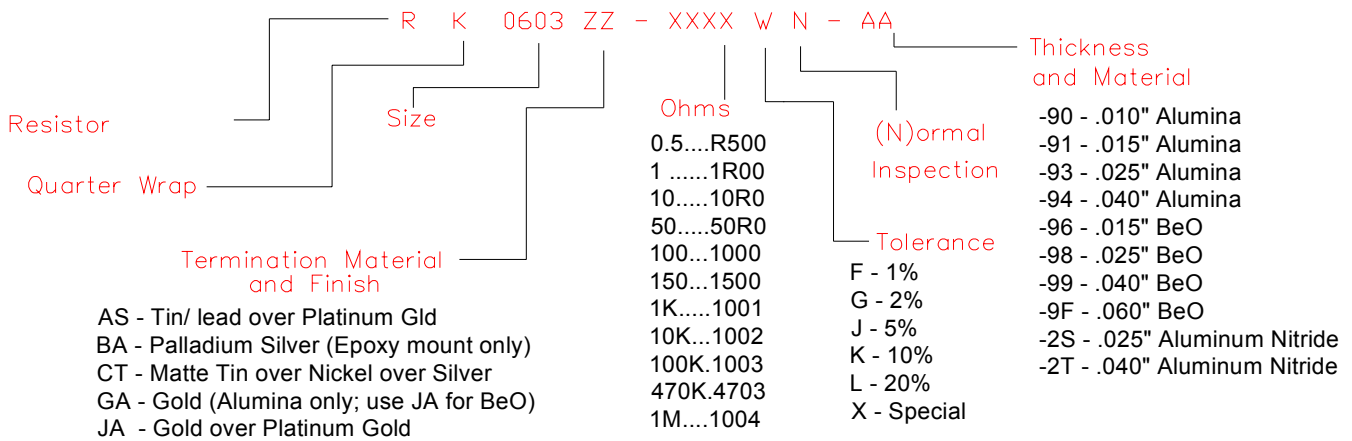 R K 0603 ZZ - XXXX W N - AA
Resistor
Quarter Wrap
Size
Termination Material
and Finish
AS - Tin/ lead over Platinum Gld
BA - Palladium Silver (Epoxy mount only)
CT - Matte Tin over Nickel over Silver
GA - Gold (Alumina only; use JA for BeO)
JA - Gold over Platinum Gold
Ohms
0.5....R500
1 ......1R00
10.....10R0
50.....50R0
100...1000
150...1500
1K.....1001
10K...1002
100K.1003
470K.4703
1M....1004
Tolerance
F - 1%
G - 2%
J - 5%
K - 10%
L - 20%
X - Special
(N)ormal
Inspection
Thickness
and Material
-90 - .010" Alumina
-91 - .015" Alumina
-93 - .025" Alumina
-94 - .040" Alumina
-96 - .015" BeO
-98 - .025" BeO
-99 - .040" BeO
-9F - .060" BeO
-2S - .025" Aluminum Nitride
-2T - .040" Aluminum Nitride